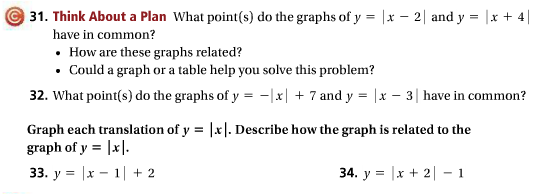 C 31. Think About a Plan What point(s) do the graphs of y = |x − 2| and y = |x + 4|
have in common?
• How are these graphs related?
• Could a graph or a table help you solve this problem?
32. What point(s) do the graphs of y = −|x| + 7 and y = |x − 3| have in common?
Graph each translation of y = |x|. Describe how the graph is related to the
graph of y = |x|.
33. y = |x − 1| + 2 34. y = |x + 2| − 1